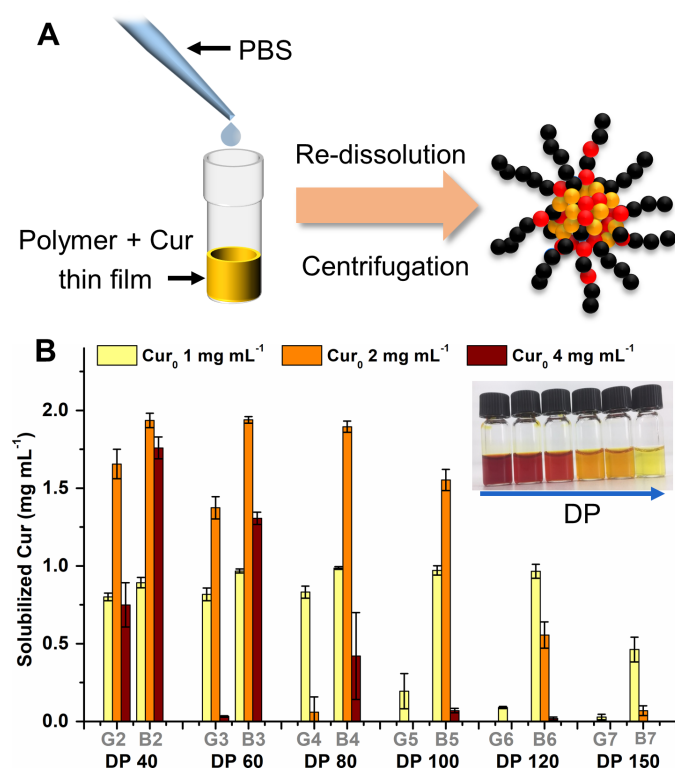 A
PBS
Polymer + Cur
thin film
Re-dissolution
Centrifugation
B
Cur₀ 1 mg mL⁻¹
Cur₀ 2 mg mL⁻¹
Cur₀ 4 mg mL⁻¹
Solubilized Cur (mg mL⁻¹)
2.0
1.5
1.0
0.5
0.0
DP
G2 B2 G3 B3 G4 B4 G5 B5 G6 B6 G7 B7
DP 40 DP 60 DP 80 DP 100 DP 120 DP 150